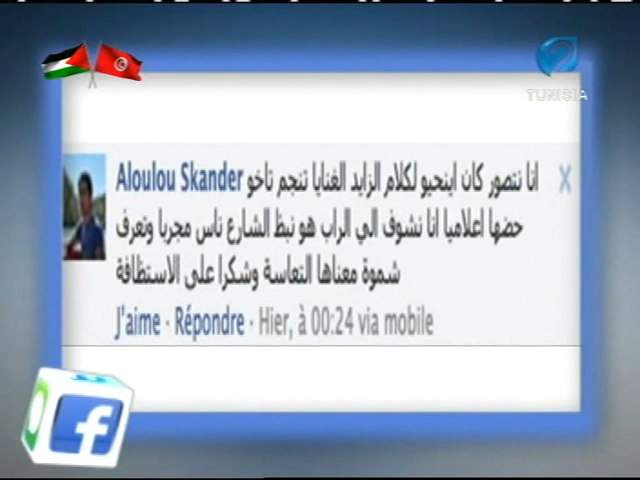 TUNISIA
Aloulou Skander انا نتصور كان اينحيو لكلام الزايد الغنايا تنجم تاخو
حضها اعلاميا انا نشوف الي الراب هو نبظ الشارع ناس مجربا وتعرف
شموة معناها التعاسة وشكرا على الاستظافة
J'aime · Répondre · Hier, à 00:24 via mobile